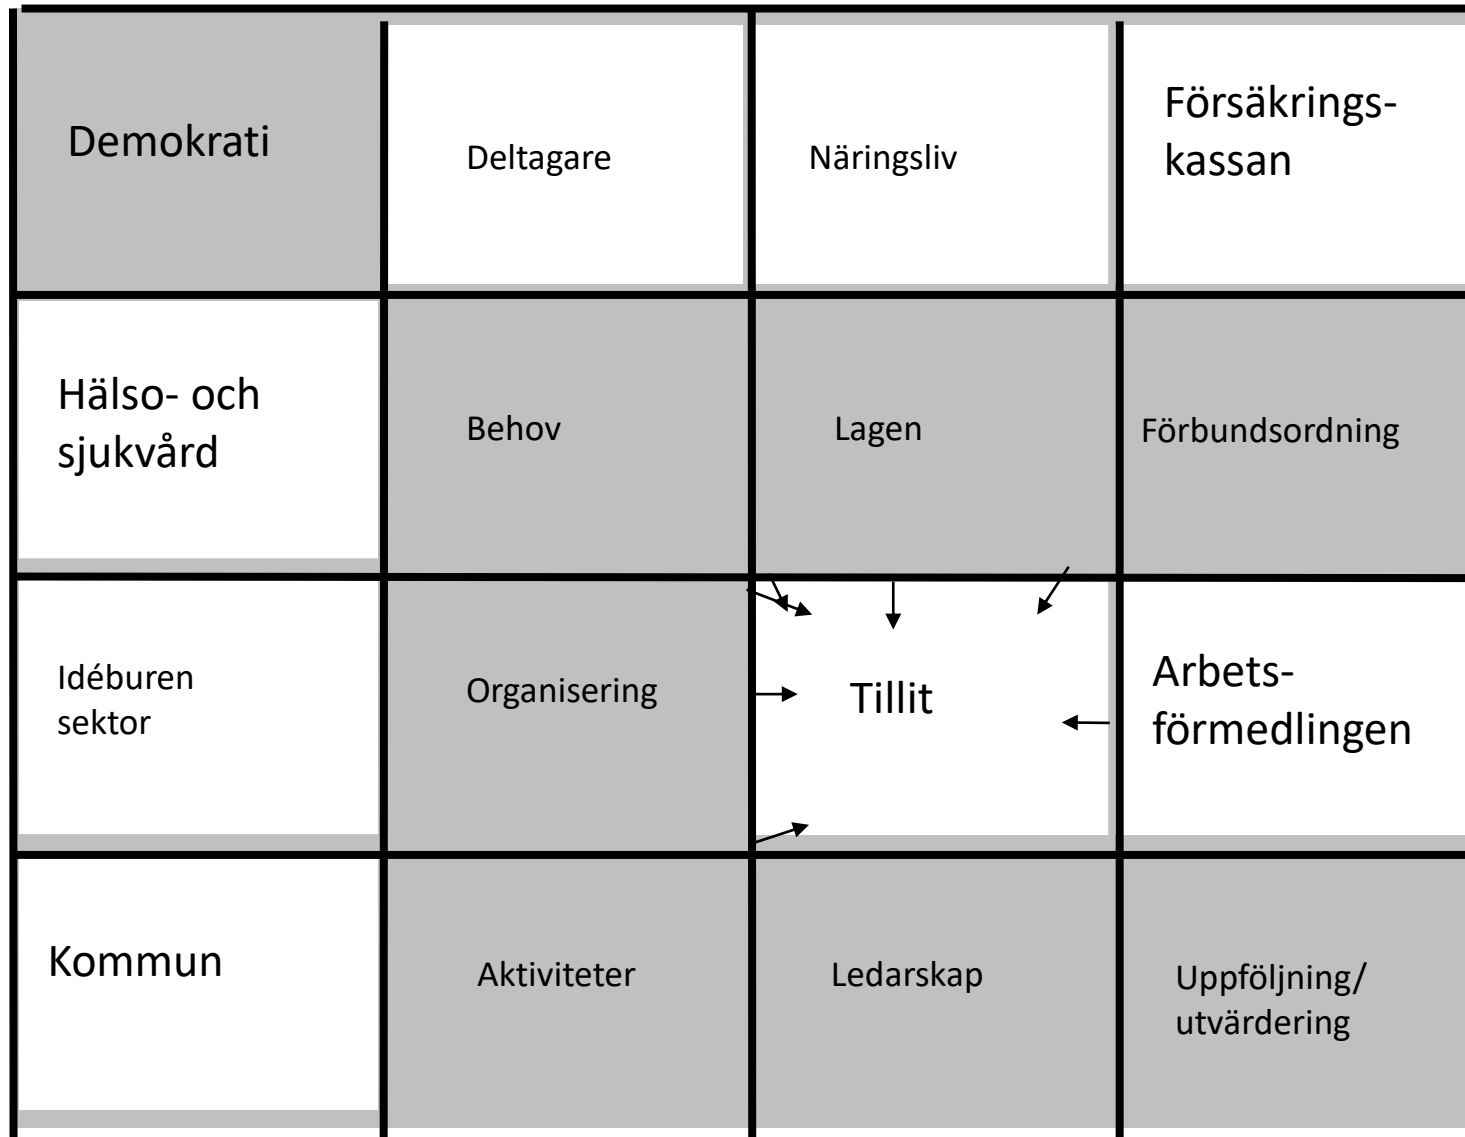 Demokrati
Deltagare
Näringsliv
Försäkrings-
kassan
Hälso- och
sjukvård
Behov
Lagen
Förbundsordning
Idéburen
sektor
Organisering
Tillit
Arbets-
förmedlingen
Kommun
Aktiviteter
Ledarskap
Uppföljning/
utvärdering